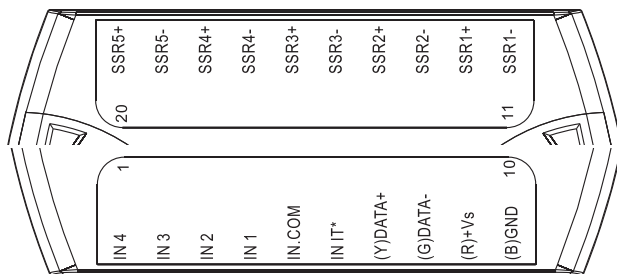 SSR5+
SSR5-
SSR4+
SSR4-
SSR3+
SSR3-
SSR2+
SSR2-
SSR1+
SSR1-
20
11
1
10
IN 4
IN 3
IN 2
IN 1
IN.COM
IN IT*
(Y)DATA+
(G)DATA-
(R)+Vs
(B)GND